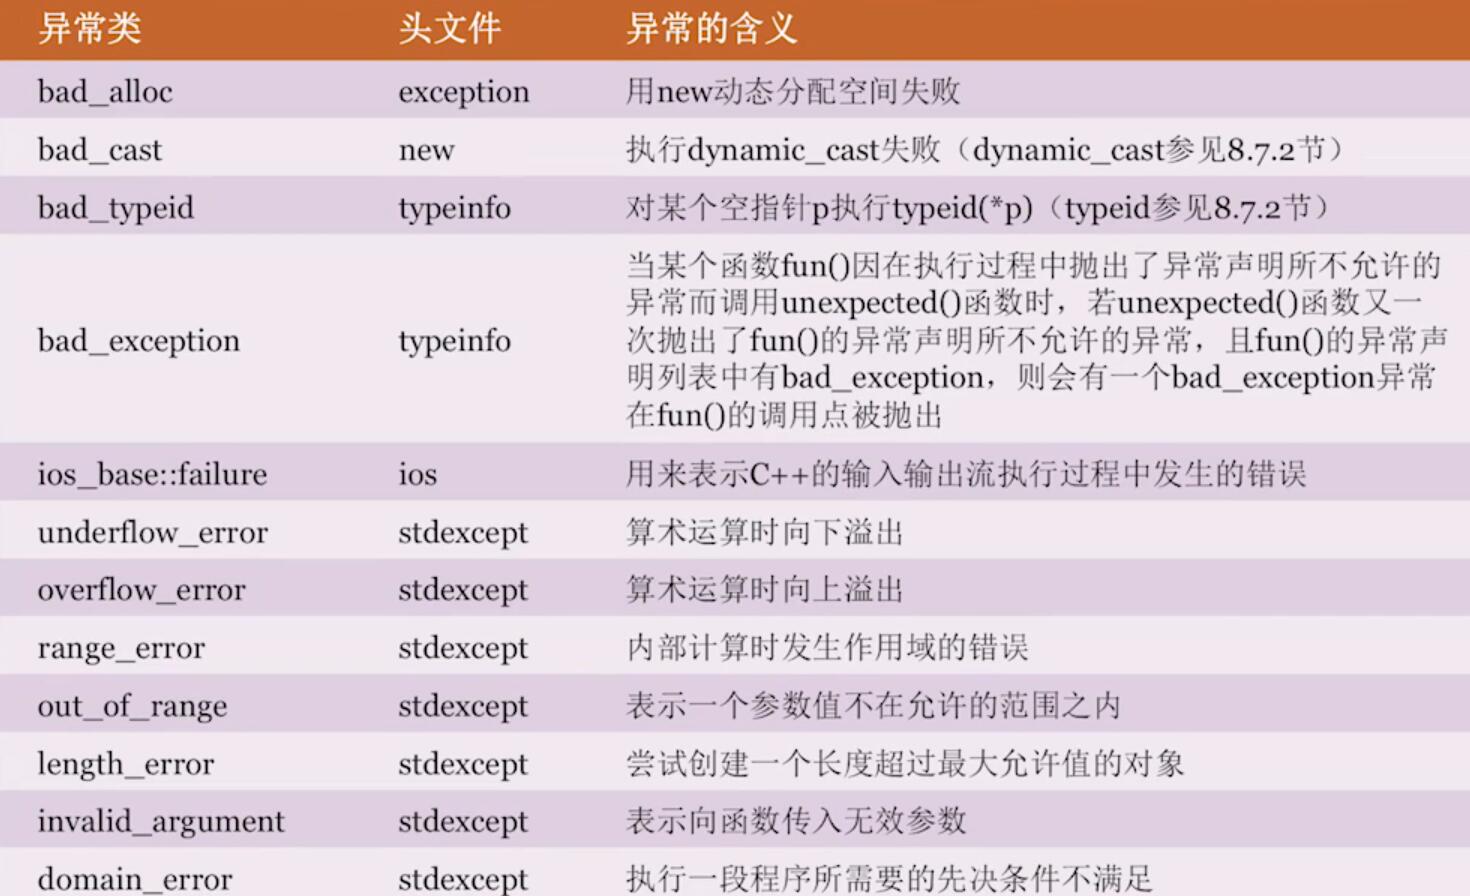 异常类 头文件 异常的含义
bad_alloc exception 用new动态分配空间失败
bad_cast new 执行dynamic_cast失败（dynamic_cast参见8.7.2节）
bad_typeid typeinfo 对某个空指针p执行typeid(*p)（typeid参见8.7.2节）
当某个函数fun()因在执行过程中抛出了异常声明所不允许的
异常而调用unexpected()函数时，若unexpected()函数又一
bad_exception typeinfo 次抛出了fun()的异常声明所不允许的异常，且fun()的异常声
明列表中有bad_exception，则会有一个bad_exception异常
在fun()的调用点被抛出
ios_base::failure ios 用来表示C++的输入输出流执行过程中发生的错误
underflow_error stdexcept 算术运算时向下溢出
overflow_error stdexcept 算术运算时向上溢出
range_error stdexcept 内部计算时发生作用域的错误
out_of_range stdexcept 表示一个参数值不在允许的范围之内
length_error stdexcept 尝试创建一个长度超过最大允许值的对象
invalid_argument stdexcept 表示向函数传入无效参数
domain_error stdexcept 执行一段程序所需要的先决条件不满足